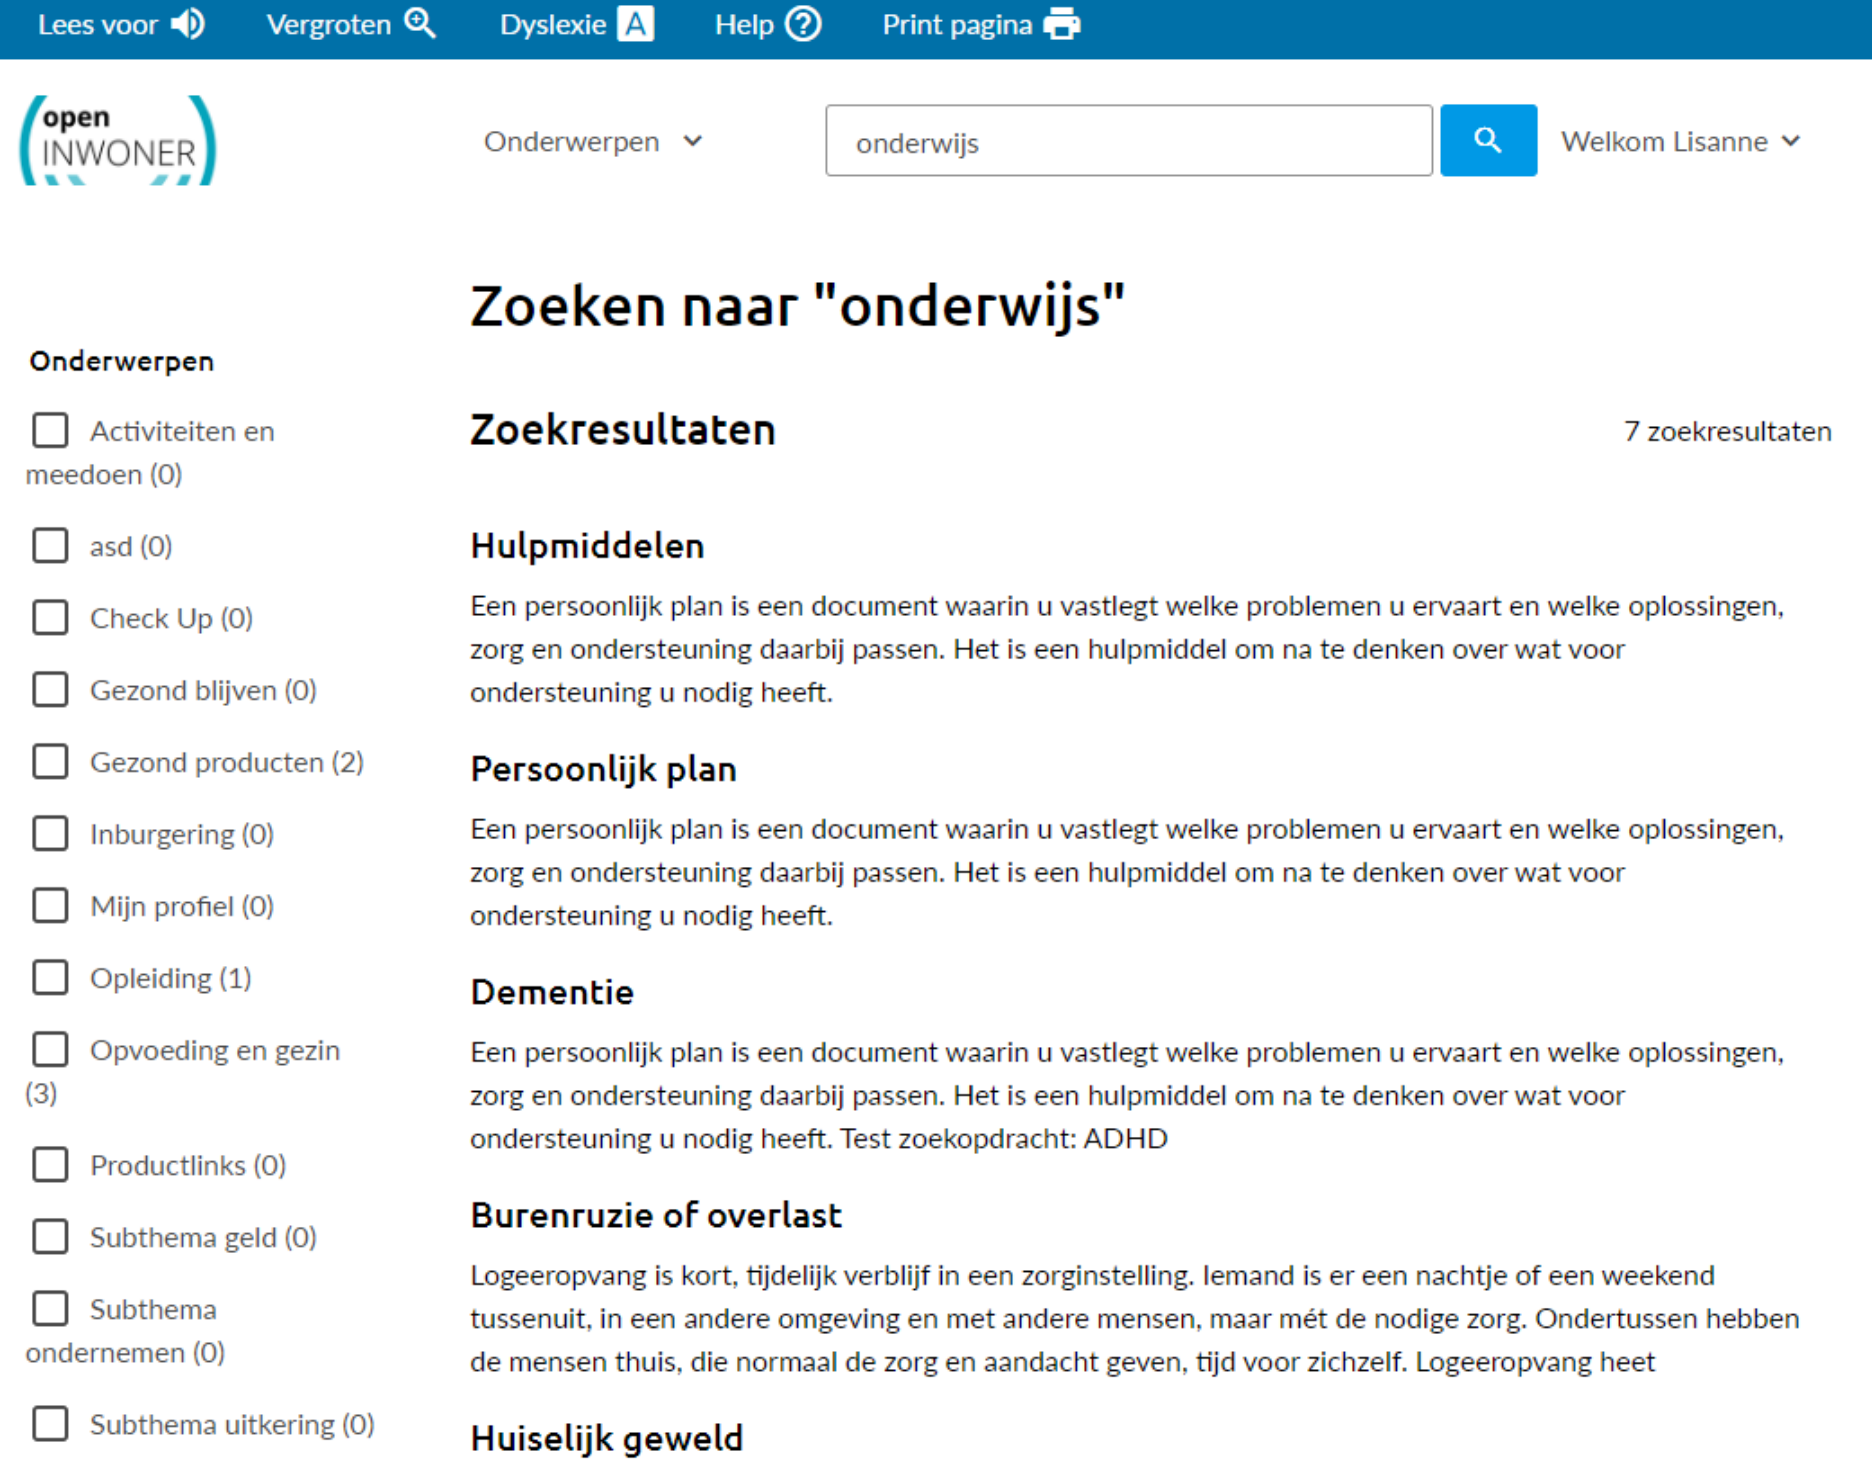 Lees voor
Vergroten
Dyslexie A
Help
Print pagina
open
INWONER
Onderwerpen
onderwijs
Welkom Lisanne
Zoeken naar "onderwijs"
Onderwerpen
Activiteiten en
meedoen (0)
asd (0)
Check Up (0)
Gezond blijven (0)
Gezond producten (2)
Inburgering (0)
Mijn profiel (0)
Opleiding (1)
Opvoeding en gezin
(3)
Productlinks (0)
Subthema geld (0)
Subthema
ondernemen (0)
Subthema uitkering (0)
Zoekresultaten
7 zoekresultaten
Hulpmiddelen
Een persoonlijk plan is een document waarin u vastlegt welke problemen u ervaart en welke oplossingen,
zorg en ondersteuning daarbij passen. Het is een hulpmiddel om na te denken over wat voor
ondersteuning u nodig heeft.
Persoonlijk plan
Een persoonlijk plan is een document waarin u vastlegt welke problemen u ervaart en welke oplossingen,
zorg en ondersteuning daarbij passen. Het is een hulpmiddel om na te denken over wat voor
ondersteuning u nodig heeft.
Dementie
Een persoonlijk plan is een document waarin u vastlegt welke problemen u ervaart en welke oplossingen,
zorg en ondersteuning daarbij passen. Het is een hulpmiddel om na te denken over wat voor
ondersteuning u nodig heeft. Test zoekopdracht: ADHD
Burenruzie of overlast
Logeeropvang is kort, tijdelijk verblijf in een zorginstelling. Iemand is er een nachtje of een weekend
tussenuit, in een andere omgeving en met andere mensen, maar mét de nodige zorg. Ondertussen hebben
de mensen thuis, die normaal de zorg en aandacht geven, tijd voor zichzelf. Logeeropvang heet
Huiselijk geweld